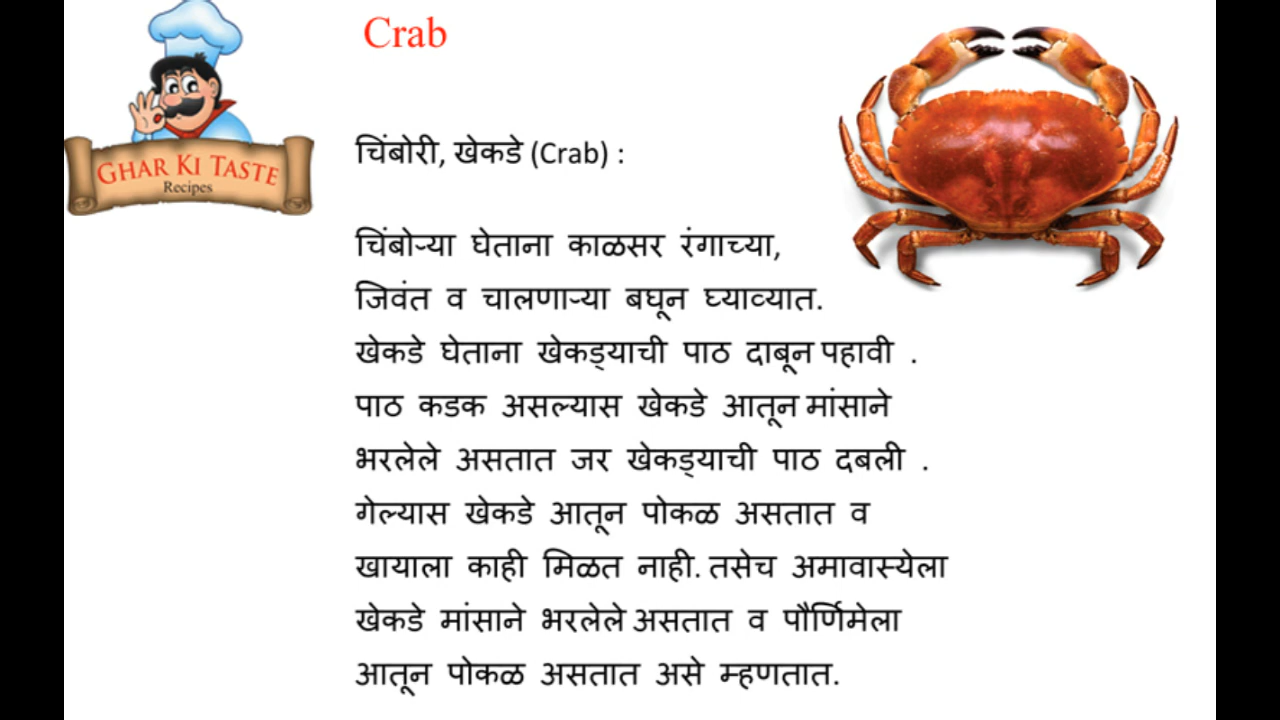 Crab
GHAR KI TASTE
Recipes
चिंबोरी, खेकडे (Crab) :
चिंबोऱ्या घेताना काळसर रंगाच्या,
जिवंत व चालणाऱ्या बघून घ्याव्यात.
खेकडे घेताना खेकड्याची पाठ दाबून पहावी .
पाठ कडक असल्यास खेकडे आतून मांसाने
भरलेले असतात जर खेकड्याची पाठ दबली .
गेल्यास खेकडे आतून पोकळ असतात व
खायाला काही मिळत नाही. तसेच अमावास्येला
खेकडे मांसाने भरलेले असतात व पौर्णिमेला
आतून पोकळ असतात असे म्हणतात.